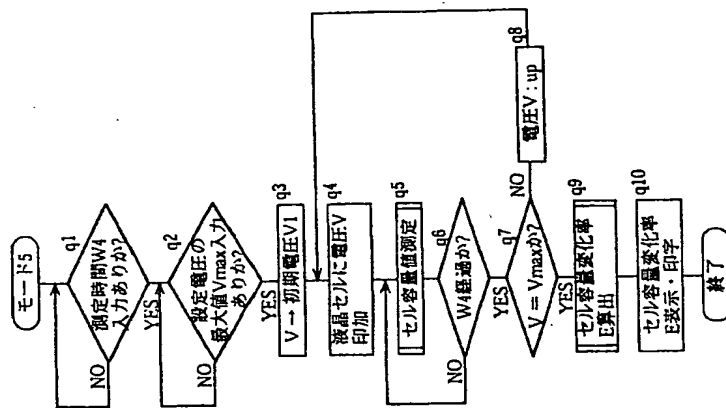 モード5
q1
測定時間W4
入力ありか?
NO
YES
q2
設定電圧の
最大値Vmax入力
ありか?
NO
YES
q3
V→初期電圧V1
q4
液晶セルに電圧V
印加
q5
セル容量値測定
q6
W4経過か?
NO
YES
q7
V=Vmaxか?
NO
q8
電圧V:up
YES
q9
セル容量変化率
E算出
q10
セル容量変化率
E表示・印字
終了